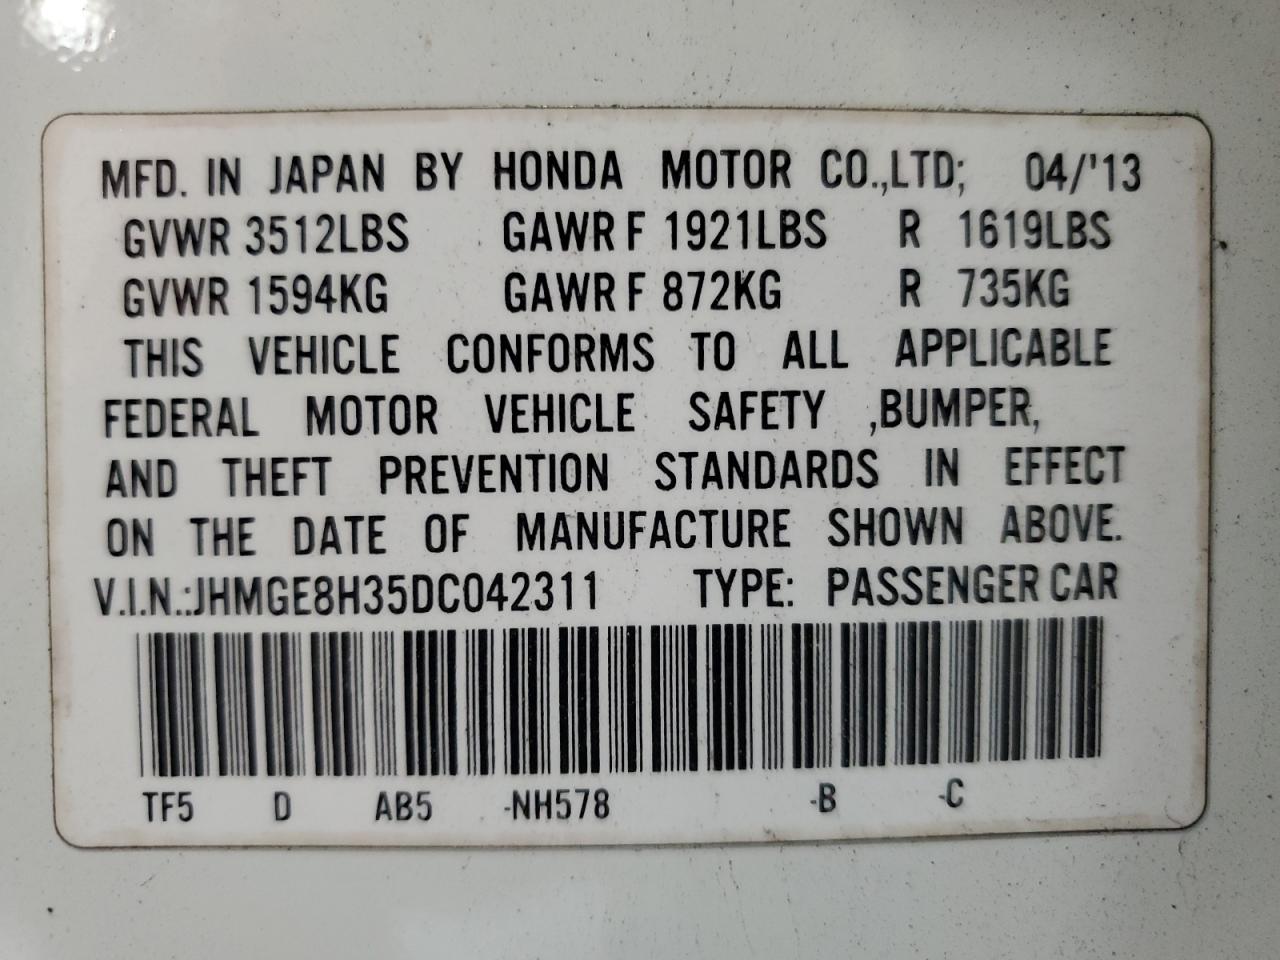 MFD. IN JAPAN BY HONDA MOTOR CO.,LTD; 04/'13
GVWR 3512LBS GAWR F 1921LBS R 1619LBS
GVWR 1594KG GAWR F 872KG R 735KG
THIS VEHICLE CONFORMS TO ALL APPLICABLE
FEDERAL MOTOR VEHICLE SAFETY ,BUMPER,
AND THEFT PREVENTION STANDARDS IN EFFECT
ON THE DATE OF MANUFACTURE SHOWN ABOVE.
V.I.N.:JHMGE8H35DC042311 TYPE: PASSENGER CAR
TF5 D AB5 -NH578 -B -C